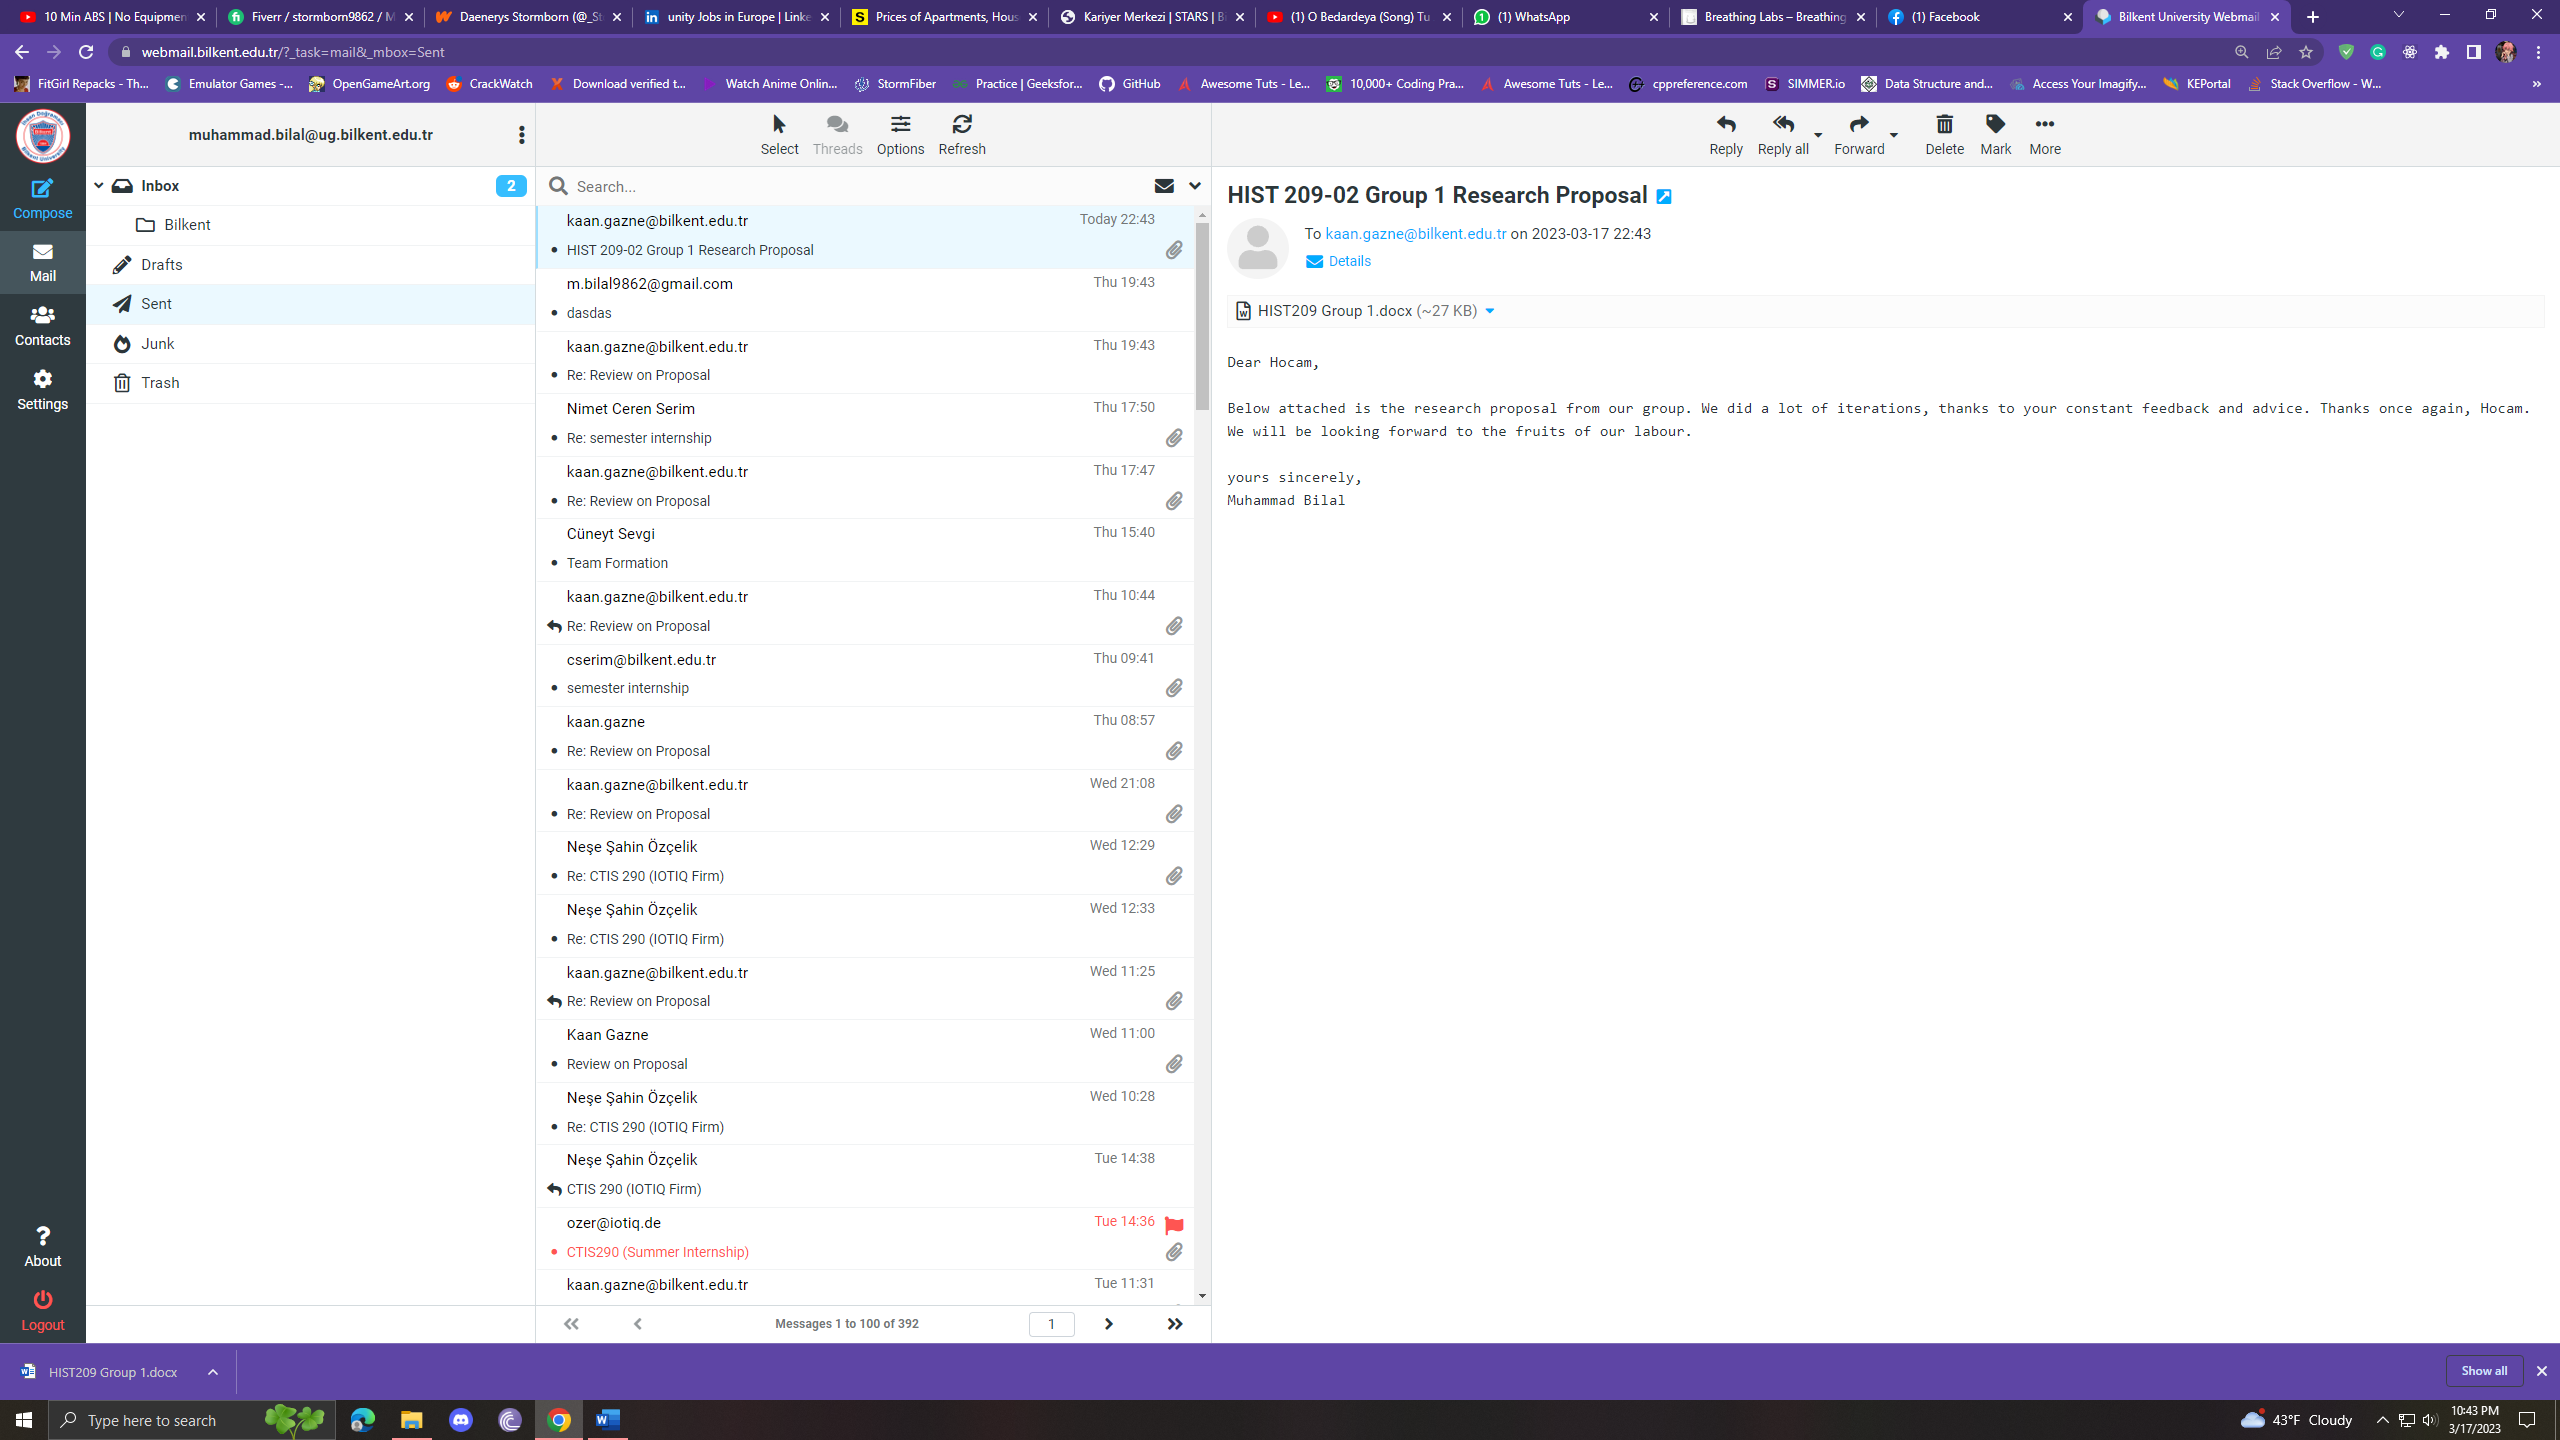 10 Min ABS | No Equipmen
Fiverr / stormborn9862 / M
Daenerys Stormborn (@_St
unity Jobs in Europe | Linke
Prices of Apartments, Hous
Kariyer Merkezi | STARS | Bi
(1) O Bedardeya (Song) Tu
(1) WhatsApp
Breathing Labs – Breathing
(1) Facebook
Bilkent University Webmail
webmail.bilkent.edu.tr/?_task=mail&_mbox=Sent
FitGirl Repacks - Th...
Emulator Games -...
OpenGameArt.org
CrackWatch
Download verified t...
Watch Anime Onlin...
StormFiber
Practice | Geeksfor...
GitHub
Awesome Tuts - Le...
10,000+ Coding Pra...
Awesome Tuts - Le...
cppreference.com
SIMMER.io
Data Structure and...
Access Your Imagify...
KEPortal
Stack Overflow - W...
»
Compose
Mail
Contacts
Settings
About
Logout
muhammad.bilal@ug.bilkent.edu.tr
Inbox
2
Bilkent
Drafts
Sent
Junk
Trash
Select
Threads
Options
Refresh
Search...
kaan.gazne@bilkent.edu.tr Today 22:43
• HIST 209-02 Group 1 Research Proposal
m.bilal9862@gmail.com Thu 19:43
• dasdas
kaan.gazne@bilkent.edu.tr Thu 19:43
• Re: Review on Proposal
Nimet Ceren Serim Thu 17:50
• Re: semester internship
kaan.gazne@bilkent.edu.tr Thu 17:47
• Re: Review on Proposal
Cüneyt Sevgi Thu 15:40
• Team Formation
kaan.gazne@bilkent.edu.tr Thu 10:44
Re: Review on Proposal
cserim@bilkent.edu.tr Thu 09:41
• semester internship
kaan.gazne Thu 08:57
• Re: Review on Proposal
kaan.gazne@bilkent.edu.tr Wed 21:08
• Re: Review on Proposal
Neşe Şahin Özçelik Wed 12:29
• Re: CTIS 290 (IOTIQ Firm)
Neşe Şahin Özçelik Wed 12:33
• Re: CTIS 290 (IOTIQ Firm)
kaan.gazne@bilkent.edu.tr Wed 11:25
Re: Review on Proposal
Kaan Gazne Wed 11:00
• Review on Proposal
Neşe Şahin Özçelik Wed 10:28
• Re: CTIS 290 (IOTIQ Firm)
Neşe Şahin Özçelik Tue 14:38
CTIS 290 (IOTIQ Firm)
ozer@iotiq.de Tue 14:36
• CTIS290 (Summer Internship)
kaan.gazne@bilkent.edu.tr Tue 11:31
Messages 1 to 100 of 392
1
Reply
Reply all
Forward
Delete
Mark
More
HIST 209-02 Group 1 Research Proposal
To kaan.gazne@bilkent.edu.tr on 2023-03-17 22:43
Details
HIST209 Group 1.docx (~27 KB)
Dear Hocam,
Below attached is the research proposal from our group. We did a lot of iterations, thanks to your constant feedback and advice. Thanks once again, Hocam.
We will be looking forward to the fruits of our labour.
yours sincerely,
Muhammad Bilal
HIST209 Group 1.docx
Show all
Type here to search
43°F Cloudy
10:43 PM
3/17/2023